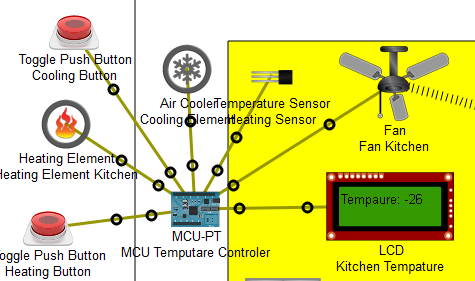 Toggle Push Button
Cooling Button
Air Cooler
Cooling Element
Temperature Sensor
Heating Sensor
Fan
Fan Kitchen
Heating Element
Heating Element Kitchen
Tempaure: -26
MCU-PT
MCU Temputare Controler
LCD
Kitchen Tempature
Toggle Push Button
Heating Button